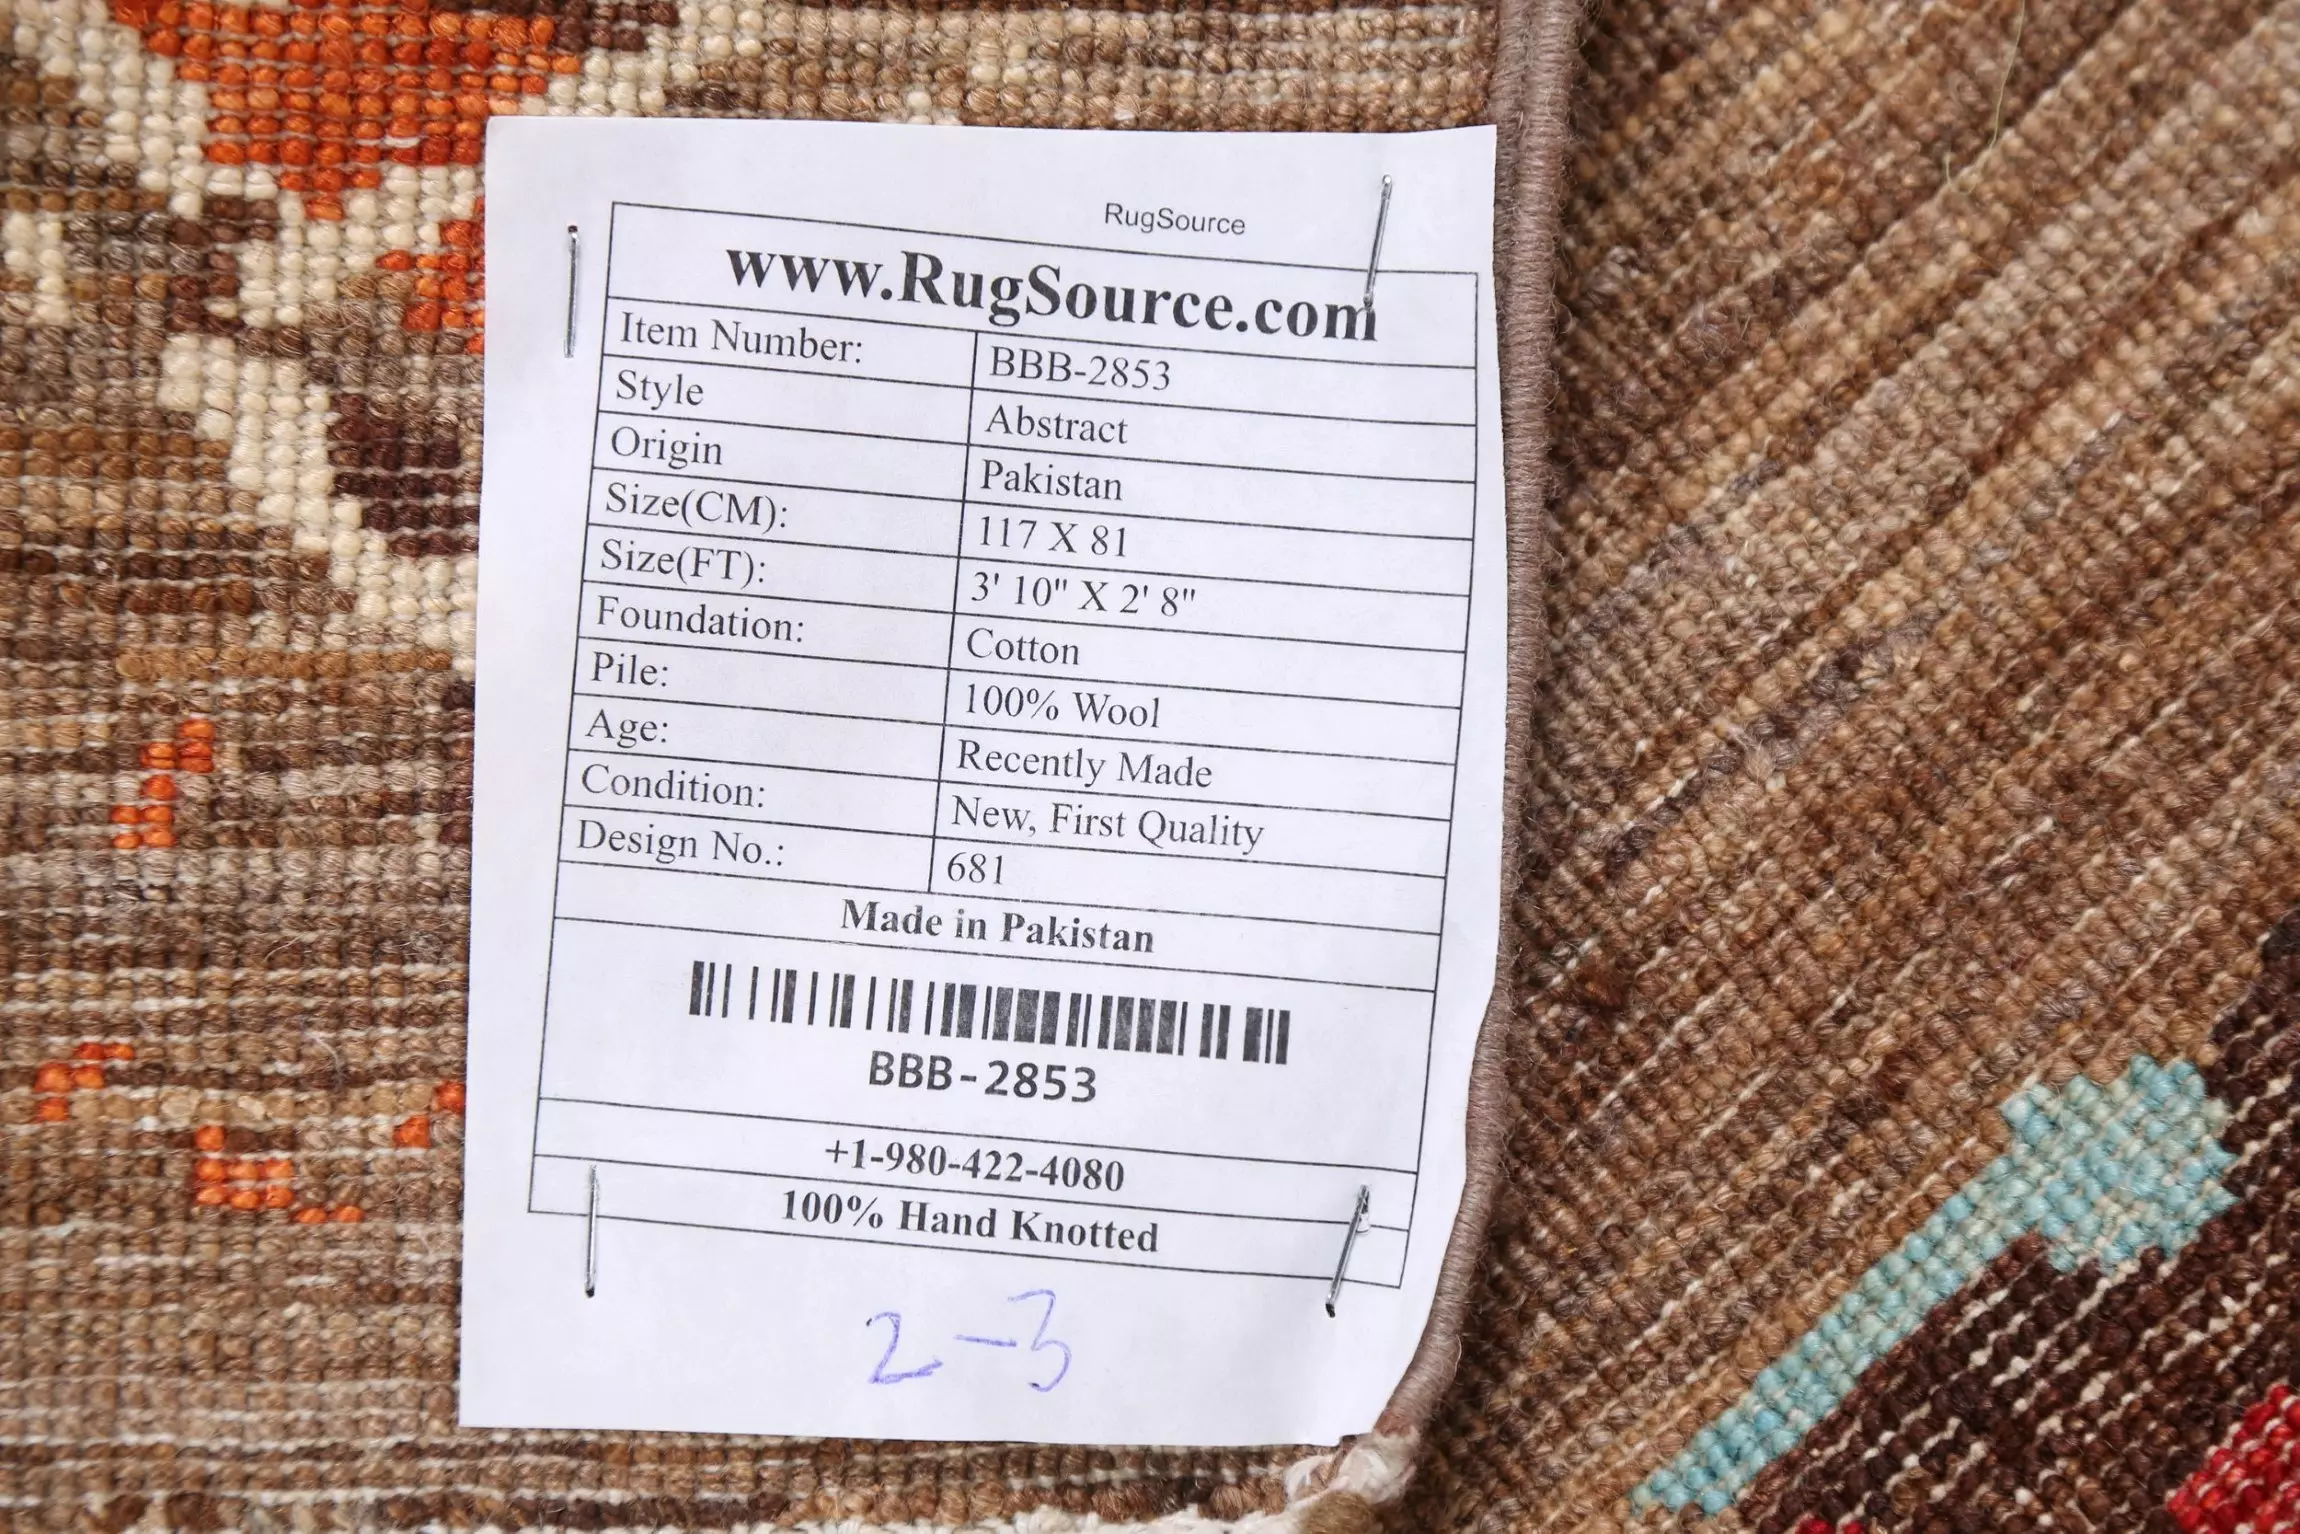 RugSource
www.RugSource.com
Item Number: BBB-2853
Style Abstract
Origin Pakistan
Size(CM): 117 X 81
Size(FT): 3' 10" X 2' 8"
Foundation: Cotton
Pile: 100% Wool
Age: Recently Made
Condition: New, First Quality
Design No.: 681
Made in Pakistan
BBB-2853
+1-980-422-4080
100% Hand Knotted
2-3